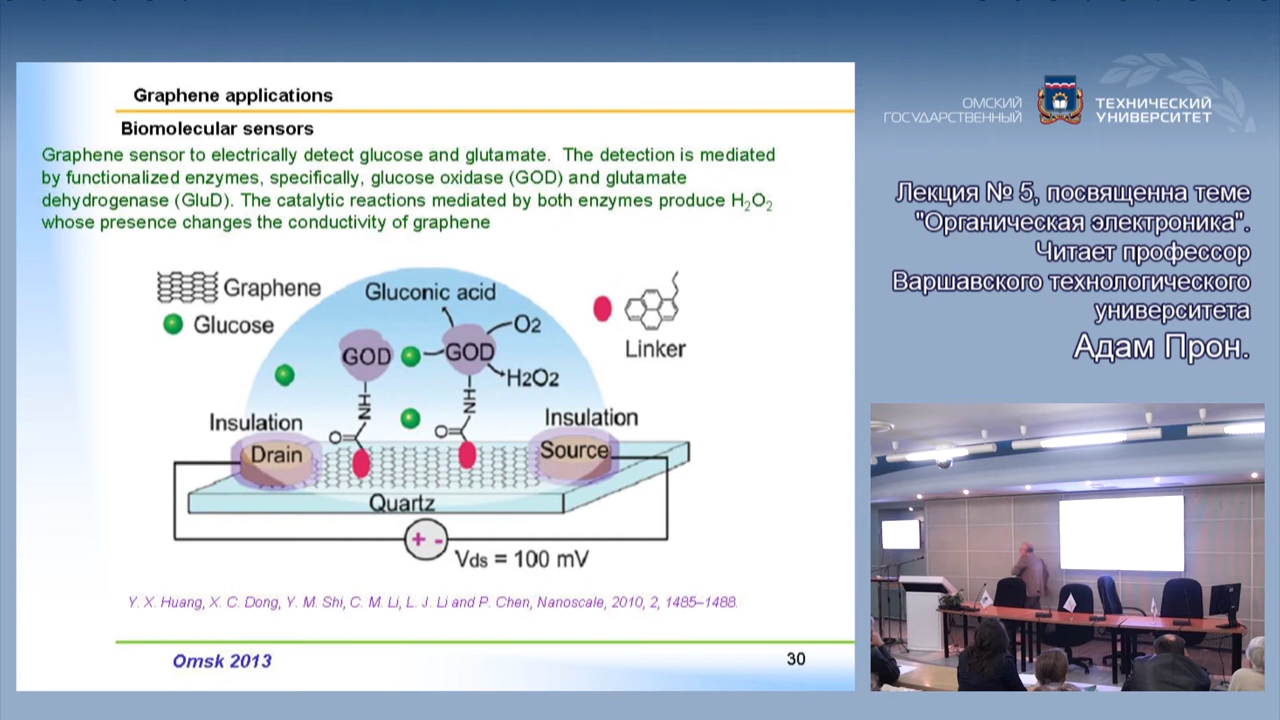 Graphene applications
Biomolecular sensors
Graphene sensor to electrically detect glucose and glutamate. The detection is mediated
by functionalized enzymes, specifically, glucose oxidase (GOD) and glutamate
dehydrogenase (GluD). The catalytic reactions mediated by both enzymes produce H₂O₂
whose presence changes the conductivity of graphene
Graphene
Glucose
Gluconic acid
O2
GOD
GOD
H2O2
Linker
NH
NH
O
O
Insulation
Insulation
Drain
Source
Quartz
+ -
Vds = 100 mV
Y. X. Huang, X. C. Dong, Y. M. Shi, C. M. Li, L. J. Li and P. Chen, Nanoscale, 2010, 2, 1485–1488.
Omsk 2013
30
ОМСКИЙ
ГОСУДАРСТВЕННЫЙ
ТЕХНИЧЕСКИЙ
УНИВЕРСИТЕТ
Лекция № 5, посвященна теме
"Органическая электроника".
Читает профессор
Варшавского технологического
университета
Адам Прон.